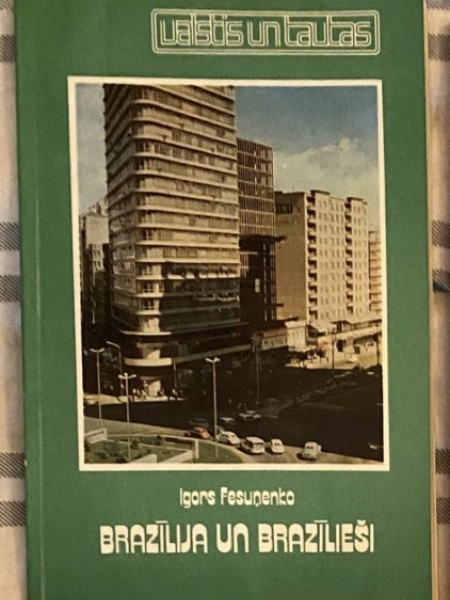 valstis un tautas
Igors Fesuņenko
BRAZĪLIJA UN BRAZĪLIEŠI